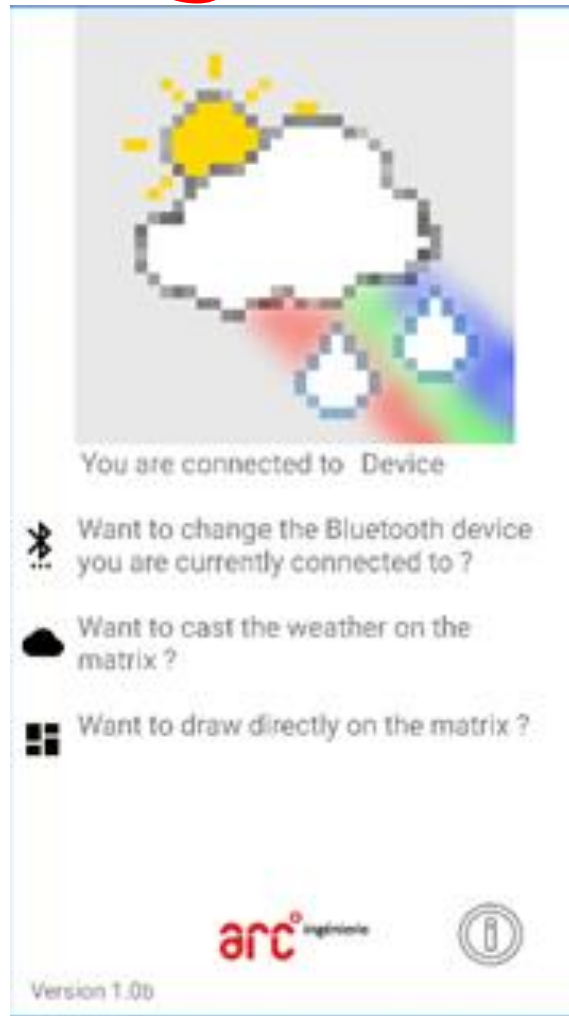 You are connected to Device
Want to change the Bluetooth device
you are currently connected to ?
Want to cast the weather on the
matrix ?
Want to draw directly on the matrix ?
arc ingénierie
Version 1.0b